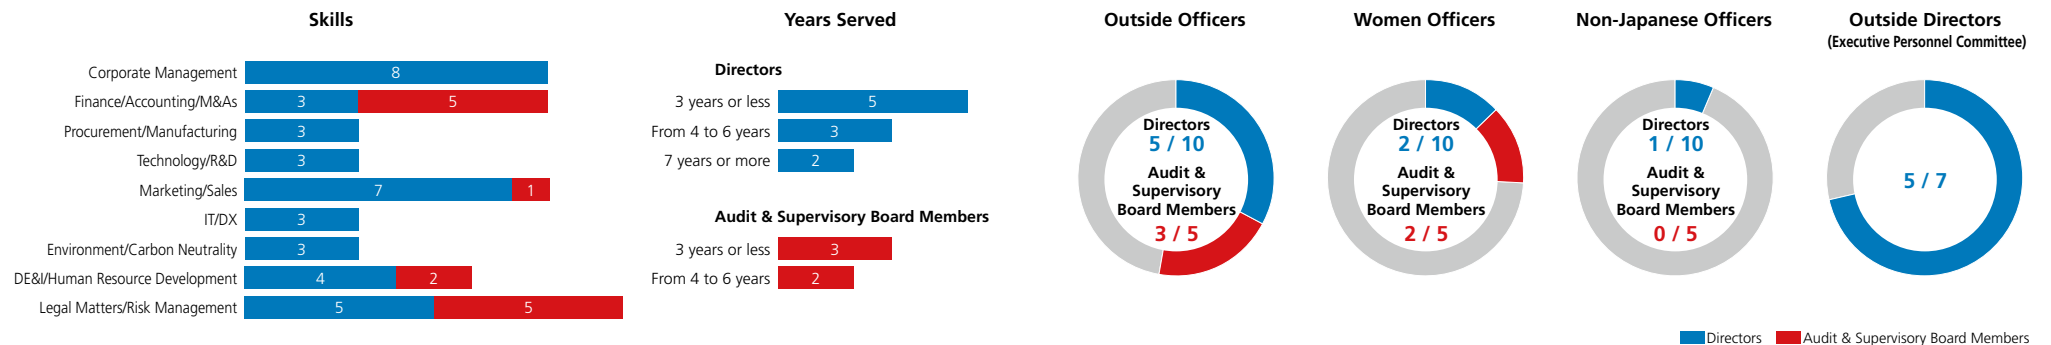 Skills
Corporate Management 8
Finance/Accounting/M&As 3 5
Procurement/Manufacturing 3
Technology/R&D 3
Marketing/Sales 7 1
IT/DX 3
Environment/Carbon Neutrality 3
DE&I/Human Resource Development 4 2
Legal Matters/Risk Management 5 5
Years Served
Directors
3 years or less 5
From 4 to 6 years 3
7 years or more 2
Audit & Supervisory Board Members
3 years or less 3
From 4 to 6 years 2
Outside Officers
Directors
5 / 10
Audit &
Supervisory
Board Members
3 / 5
Women Officers
Directors
2 / 10
Audit &
Supervisory
Board Members
2 / 5
Non-Japanese Officers
Directors
1 / 10
Audit &
Supervisory
Board Members
0 / 5
Outside Directors
(Executive Personnel Committee)
5 / 7
Directors Audit & Supervisory Board Members